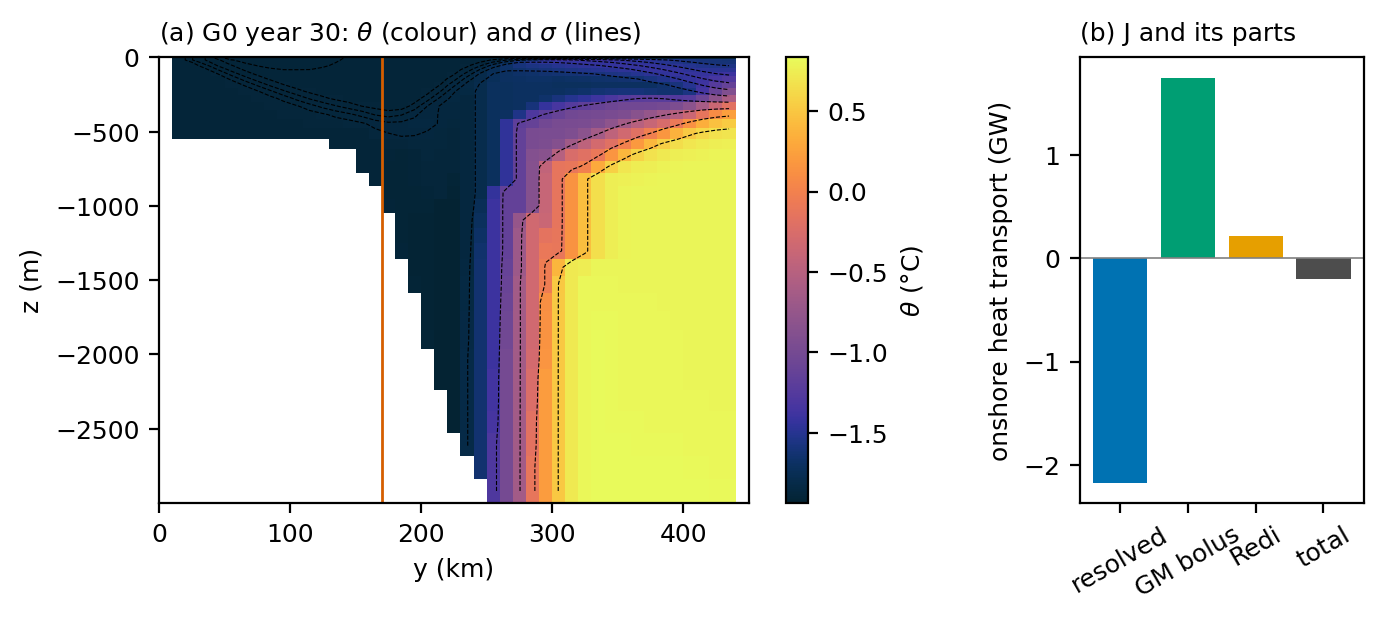 (a) G0 year 30: θ (colour) and σ (lines)
0
−500
−1000
−1500
−2000
−2500
z (m)
0
100
200
300
400
y (km)
0.5
0.0
−0.5
−1.0
−1.5
θ (°C)
(b) J and its parts
1
0
−1
−2
onshore heat transport (GW)
resolved
GM bolus
Redi
total